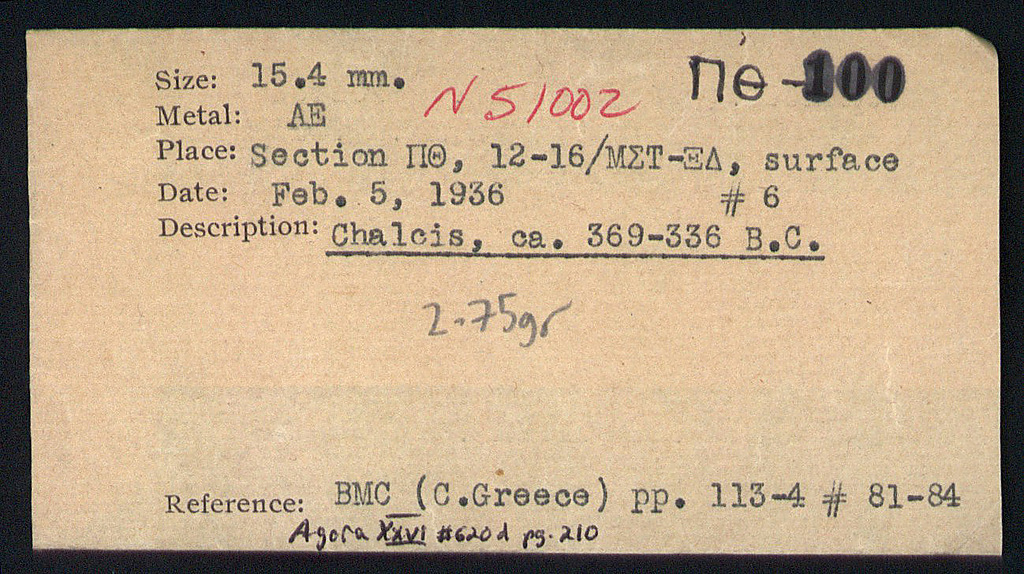 Size: 15.4 mm.
ΠΘ -100
Metal: AE
N 51002
Place: Section ΠΘ, 12-16/ΜΣΤ-ΞΔ, surface
Date: Feb. 5, 1936 # 6
Description: Chalcis, ca. 369-336 B.C.
2.75gr
Reference: BMC (C.Greece) pp. 113-4 # 81-84
Agora XXVI #620d pg. 210